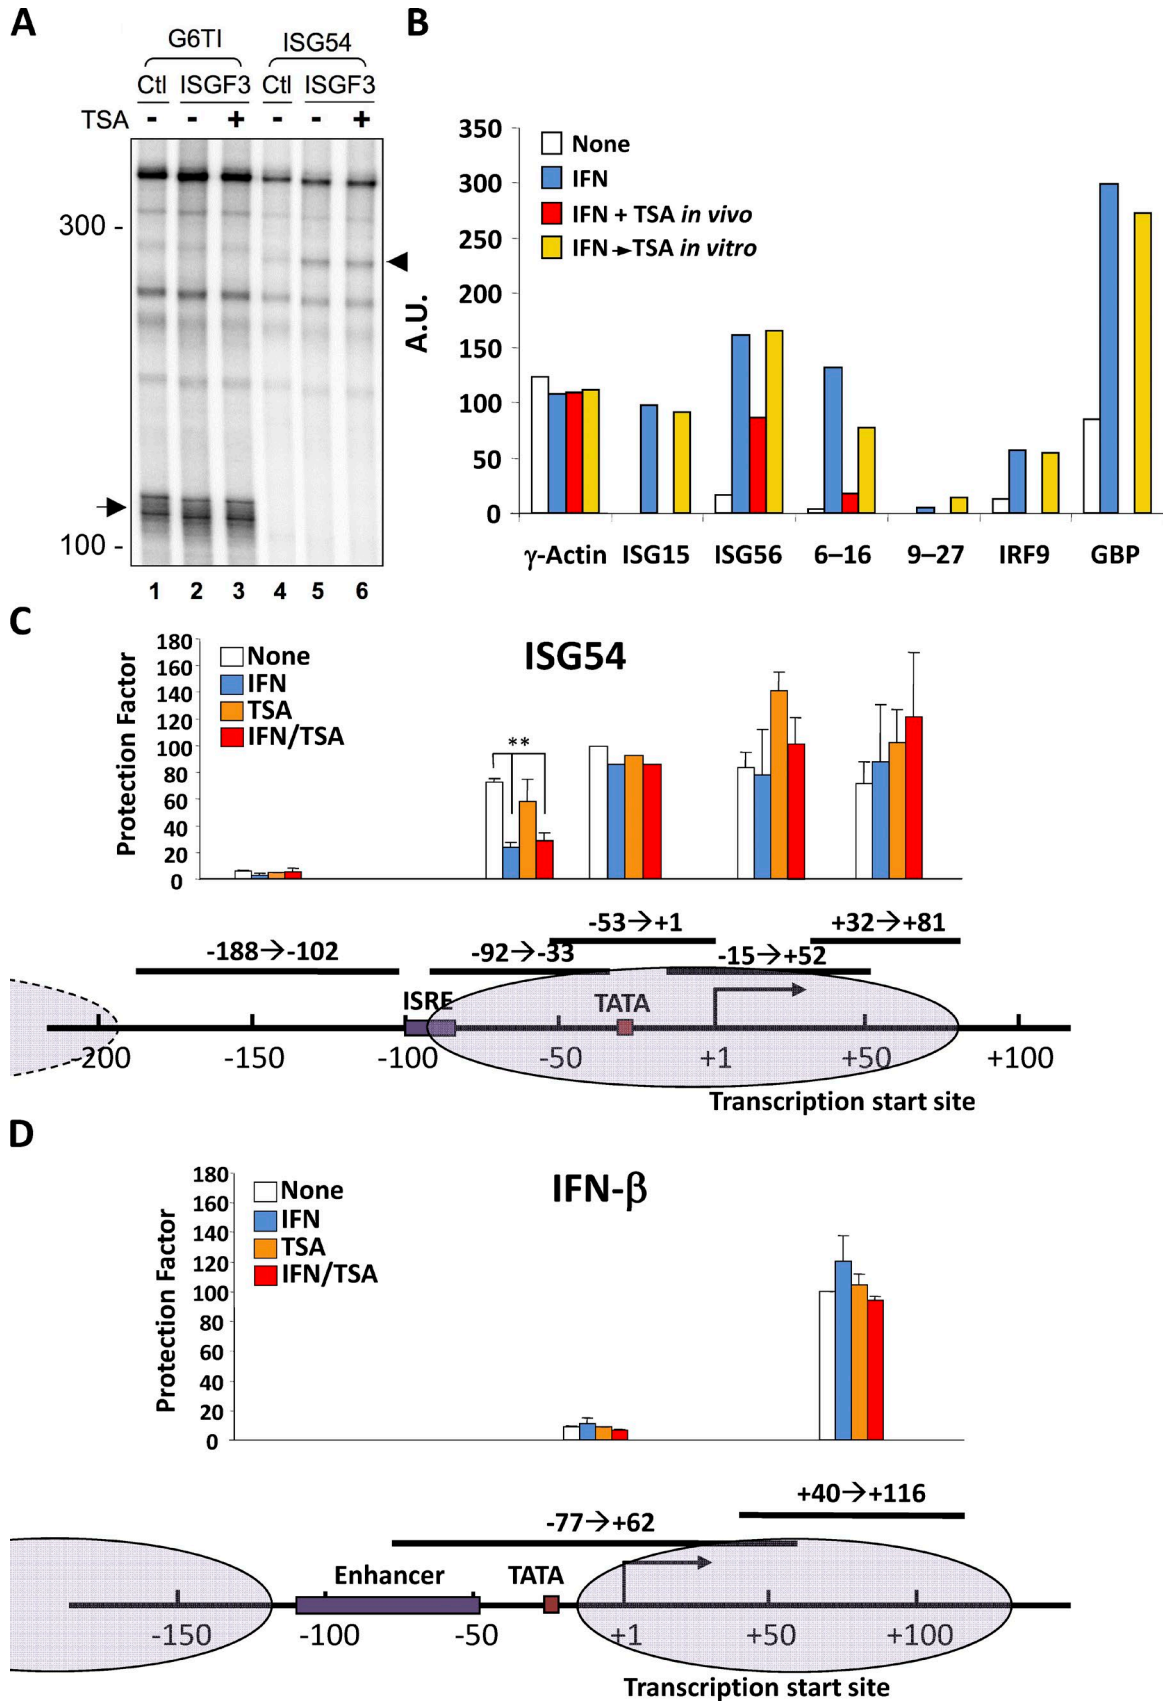 A
G6TI ISG54
Ctl ISGF3 Ctl ISGF3
TSA - - + - - +
300 -
100 -
1 2 3 4 5 6
B
A.U.
350
300
250
200
150
100
50
0
None
IFN
IFN + TSA in vivo
IFN→TSA in vitro
γ-Actin ISG15 ISG56 6–16 9–27 IRF9 GBP
C
ISG54
Protection Factor
180
160
140
120
100
80
60
40
20
0
None
IFN
TSA
IFN/TSA
**
-53→+1 +32→+81
-188→-102 -92→-33 -15→+52
ISRE TATA
-200 -150 -100 -50 +1 +50 +100
Transcription start site
D
IFN-β
Protection Factor
180
160
140
120
100
80
60
40
20
0
None
IFN
TSA
IFN/TSA
+40→+116
-77→+62
Enhancer TATA
-150 -100 -50 +1 +50 +100
Transcription start site